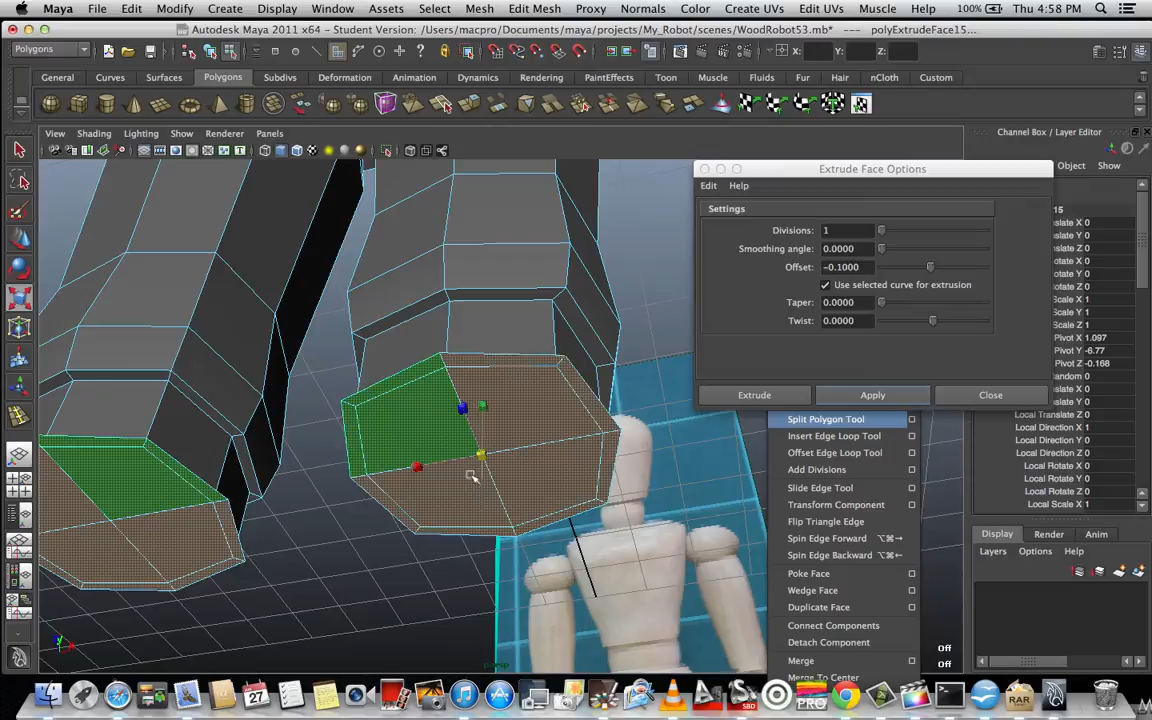 Maya File Edit Modify Create Display Window Assets Select Mesh Edit Mesh Proxy Normals Color Create UVs Edit UVs Muscle Help 100% Thu 4:58 PM
Autodesk Maya 2011 x64 - Student Version: /Users/macpro/Documents/maya/projects/My_Robot/scenes/WoodRobot53.mb* --- polyExtrudeFace15...
Polygons X: Y: Z:
General Curves Surfaces Polygons Subdivs Deformation Animation Dynamics Rendering PaintEffects Toon Muscle Fluids Fur Hair nCloth Custom
View Shading Lighting Show Renderer Panels
Channel Box / Layer Editor
Object Show
Extrude Face Options
Edit Help
Settings
Divisions: 1
Smoothing angle: 0.0000
Offset: -0.1000
Use selected curve for extrusion
Taper: 0.0000
Twist: 0.0000
Extrude Apply Close
15
Translate X 0
Translate Y 0
Translate Z 0
Rotate X 0
Rotate Y 0
Rotate Z 0
Scale X 1
Scale Y 1
Scale Z 1
Pivot X 1.097
Pivot Y -6.77
Pivot Z -0.168
Random 0
Local Translate X 0
Local Translate Y 0
Local Translate Z 0
Local Direction X 1
Local Direction Y 0
Local Direction Z 0
Local Rotate X 0
Local Rotate Y 0
Local Rotate Z 0
Local Scale X 1
Split Polygon Tool
Insert Edge Loop Tool
Offset Edge Loop Tool
Add Divisions
Slide Edge Tool
Transform Component
Flip Triangle Edge
Spin Edge Forward ⌥⌘→
Spin Edge Backward ⌥⌘←
Poke Face
Wedge Face
Duplicate Face
Connect Components
Detach Component
Merge
Merge To Center
Display Render Anim
Layers Options Help
Off
Off
persp
y
27
SBD
PRO
RAR